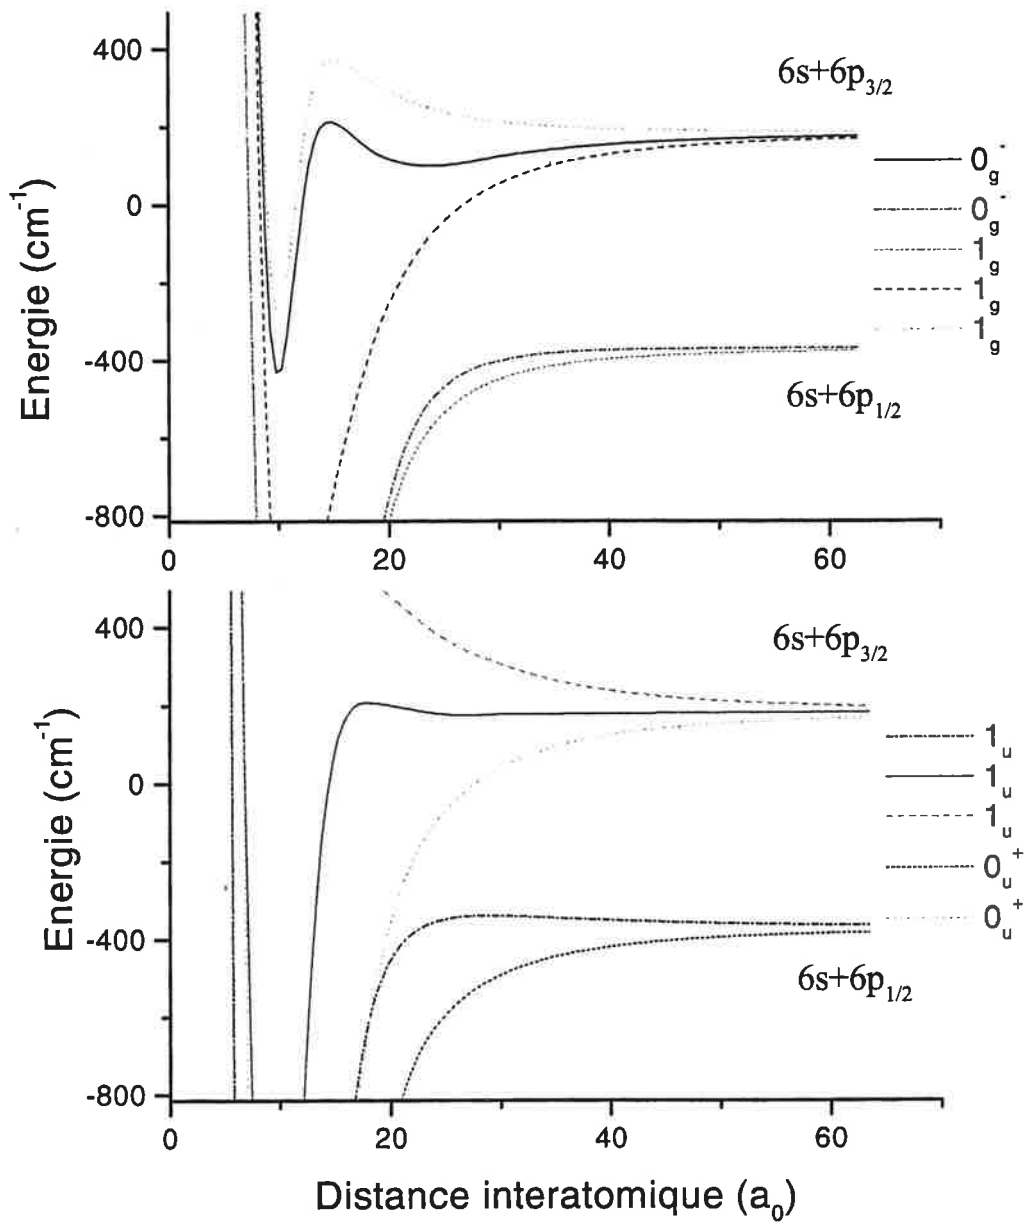 400
0
-400
-800
Energie (cm⁻¹)
0
20
40
60
6s+6p₃/₂
6s+6p₁/₂
0g⁻
0g⁻
1g
1g
1g
400
0
-400
-800
Energie (cm⁻¹)
0
20
40
60
6s+6p₃/₂
6s+6p₁/₂
1u
1u
1u
0u⁺
0u⁺
Distance interatomique (a₀)